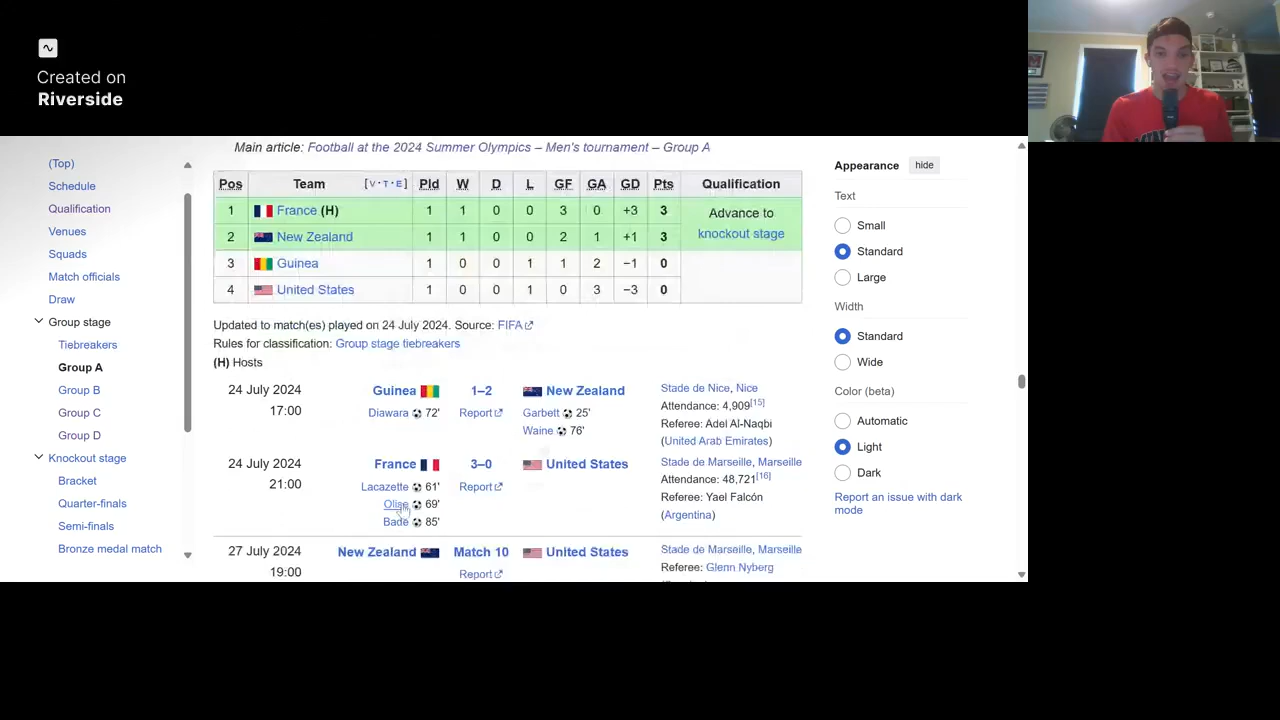 Created on
Riverside
Main article: Football at the 2024 Summer Olympics – Men's tournament – Group A
(Top)
Schedule
Qualification
Venues
Squads
Match officials
Draw
Group stage
Tiebreakers
Group A
Group B
Group C
Group D
Knockout stage
Bracket
Quarter-finals
Semi-finals
Bronze medal match
Pos Team [V·T·E] Pld W D L GF GA GD Pts Qualification
1 France (H) 1 1 0 0 3 0 +3 3 Advance to knockout stage
2 New Zealand 1 1 0 0 2 1 +1 3
3 Guinea 1 0 0 1 1 2 −1 0
4 United States 1 0 0 1 0 3 −3 0
Updated to match(es) played on 24 July 2024. Source: FIFA
Rules for classification: Group stage tiebreakers
(H) Hosts
24 July 2024 Guinea 1–2 New Zealand Stade de Nice, Nice
17:00 Diawara 72' Report Garbett 25' Attendance: 4,909[15]
Waine 76' Referee: Adel Al-Naqbi
(United Arab Emirates)
24 July 2024 France 3–0 United States Stade de Marseille, Marseille
21:00 Lacazette 61' Report Attendance: 48,721[16]
Olise 69' Referee: Yael Falcón
Bade 85' (Argentina)
27 July 2024 New Zealand Match 10 United States Stade de Marseille, Marseille
19:00 Report Referee: Glenn Nyberg
Appearance hide
Text
Small
Standard
Large
Width
Standard
Wide
Color (beta)
Automatic
Light
Dark
Report an issue with dark
mode